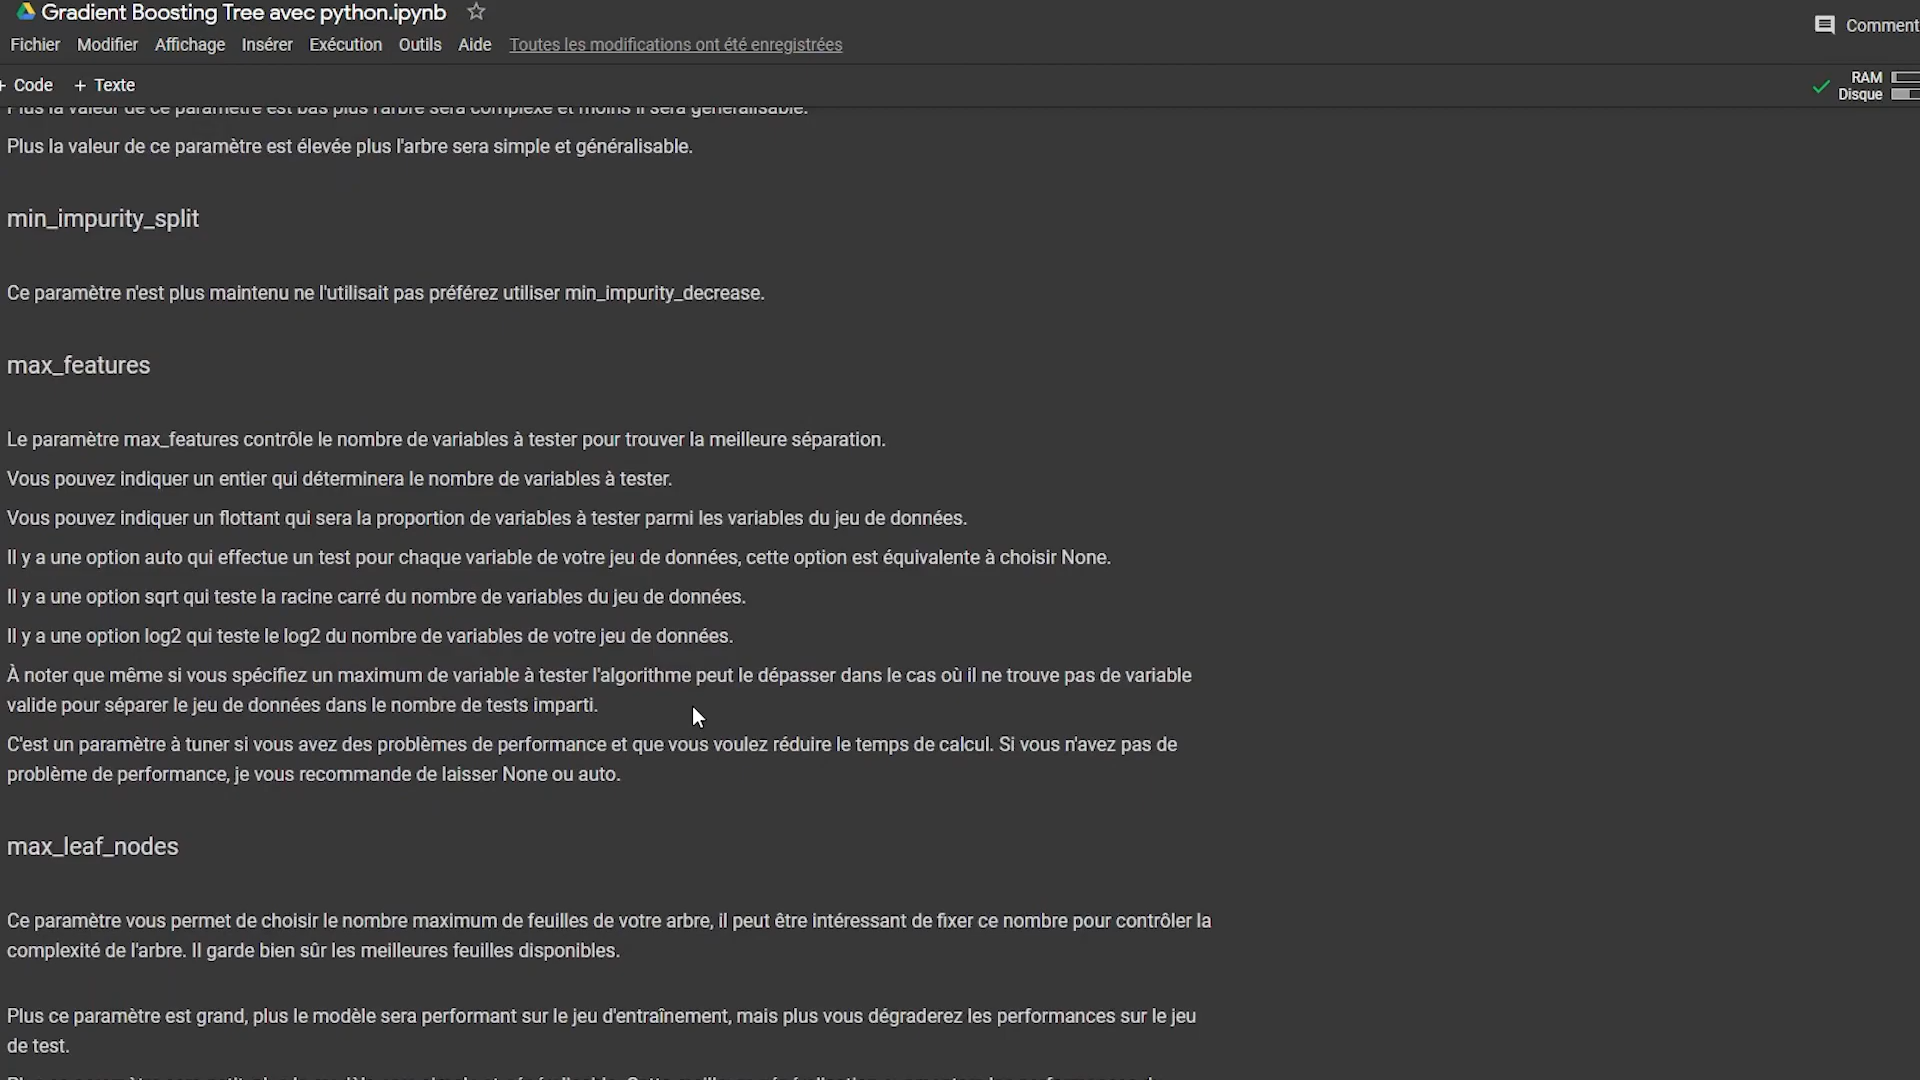 Gradient Boosting Tree avec python.ipynb
Fichier Modifier Affichage Insérer Exécution Outils Aide Toutes les modifications ont été enregistrées
Comment
+ Code + Texte
RAM
Disque
Plus la valeur de ce paramètre est bas plus l'arbre sera complexe et moins il sera généralisable.
Plus la valeur de ce paramètre est élevée plus l'arbre sera simple et généralisable.
min_impurity_split
Ce paramètre n'est plus maintenu ne l'utilisait pas préférez utiliser min_impurity_decrease.
max_features
Le paramètre max_features contrôle le nombre de variables à tester pour trouver la meilleure séparation.
Vous pouvez indiquer un entier qui déterminera le nombre de variables à tester.
Vous pouvez indiquer un flottant qui sera la proportion de variables à tester parmi les variables du jeu de données.
Il y a une option auto qui effectue un test pour chaque variable de votre jeu de données, cette option est équivalente à choisir None.
Il y a une option sqrt qui teste la racine carré du nombre de variables du jeu de données.
Il y a une option log2 qui teste le log2 du nombre de variables de votre jeu de données.
À noter que même si vous spécifiez un maximum de variable à tester l'algorithme peut le dépasser dans le cas où il ne trouve pas de variable
valide pour séparer le jeu de données dans le nombre de tests imparti.
C'est un paramètre à tuner si vous avez des problèmes de performance et que vous voulez réduire le temps de calcul. Si vous n'avez pas de
problème de performance, je vous recommande de laisser None ou auto.
max_leaf_nodes
Ce paramètre vous permet de choisir le nombre maximum de feuilles de votre arbre, il peut être intéressant de fixer ce nombre pour contrôler la
complexité de l'arbre. Il garde bien sûr les meilleures feuilles disponibles.
Plus ce paramètre est grand, plus le modèle sera performant sur le jeu d'entraînement, mais plus vous dégraderez les performances sur le jeu
de test.